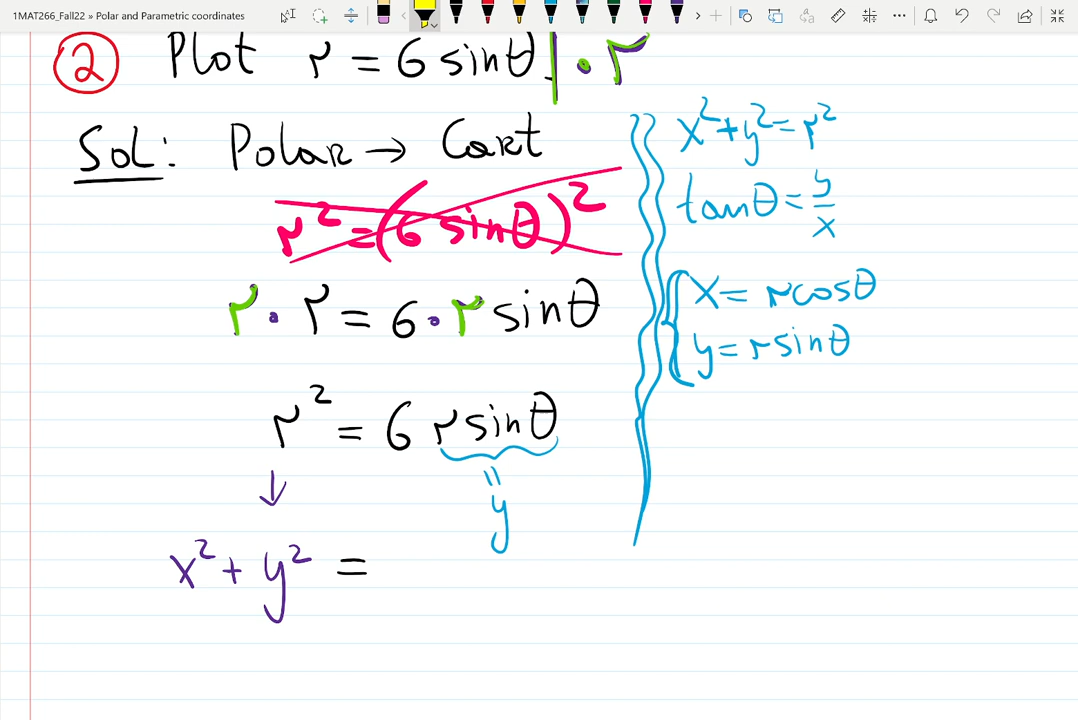 1MAT266_Fall22 » Polar and Parametric coordinates
② Plot r = 6 sinθ | · r
Sol: Polar → Cart
r² = (6 sinθ)²
r · r = 6 · r sinθ
r² = 6 r sinθ
↓ = y
x² + y² =
x² + y² = r²
tanθ = y/x
x = r cosθ
y = r sinθ